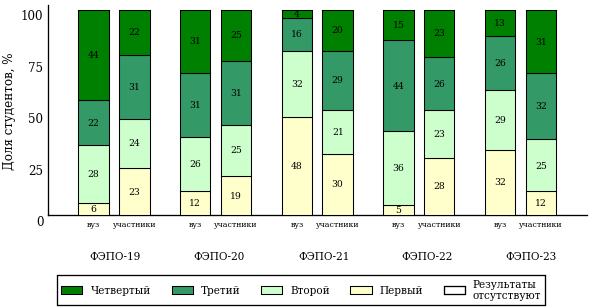 Доля студентов, %
100
75
50
25
0
44 22 31 25 4 20 15 23 13 31
22 31 31 31 16 29 44 26 26 32
28 24 26 25 32 21 36 23 29 25
6 23 12 19 48 30 5 28 32 12
вуз участники вуз участники вуз участники вуз участники вуз участники
ФЭПО-19 ФЭПО-20 ФЭПО-21 ФЭПО-22 ФЭПО-23
Четвертый Третий Второй Первый Результаты
отсутствуют